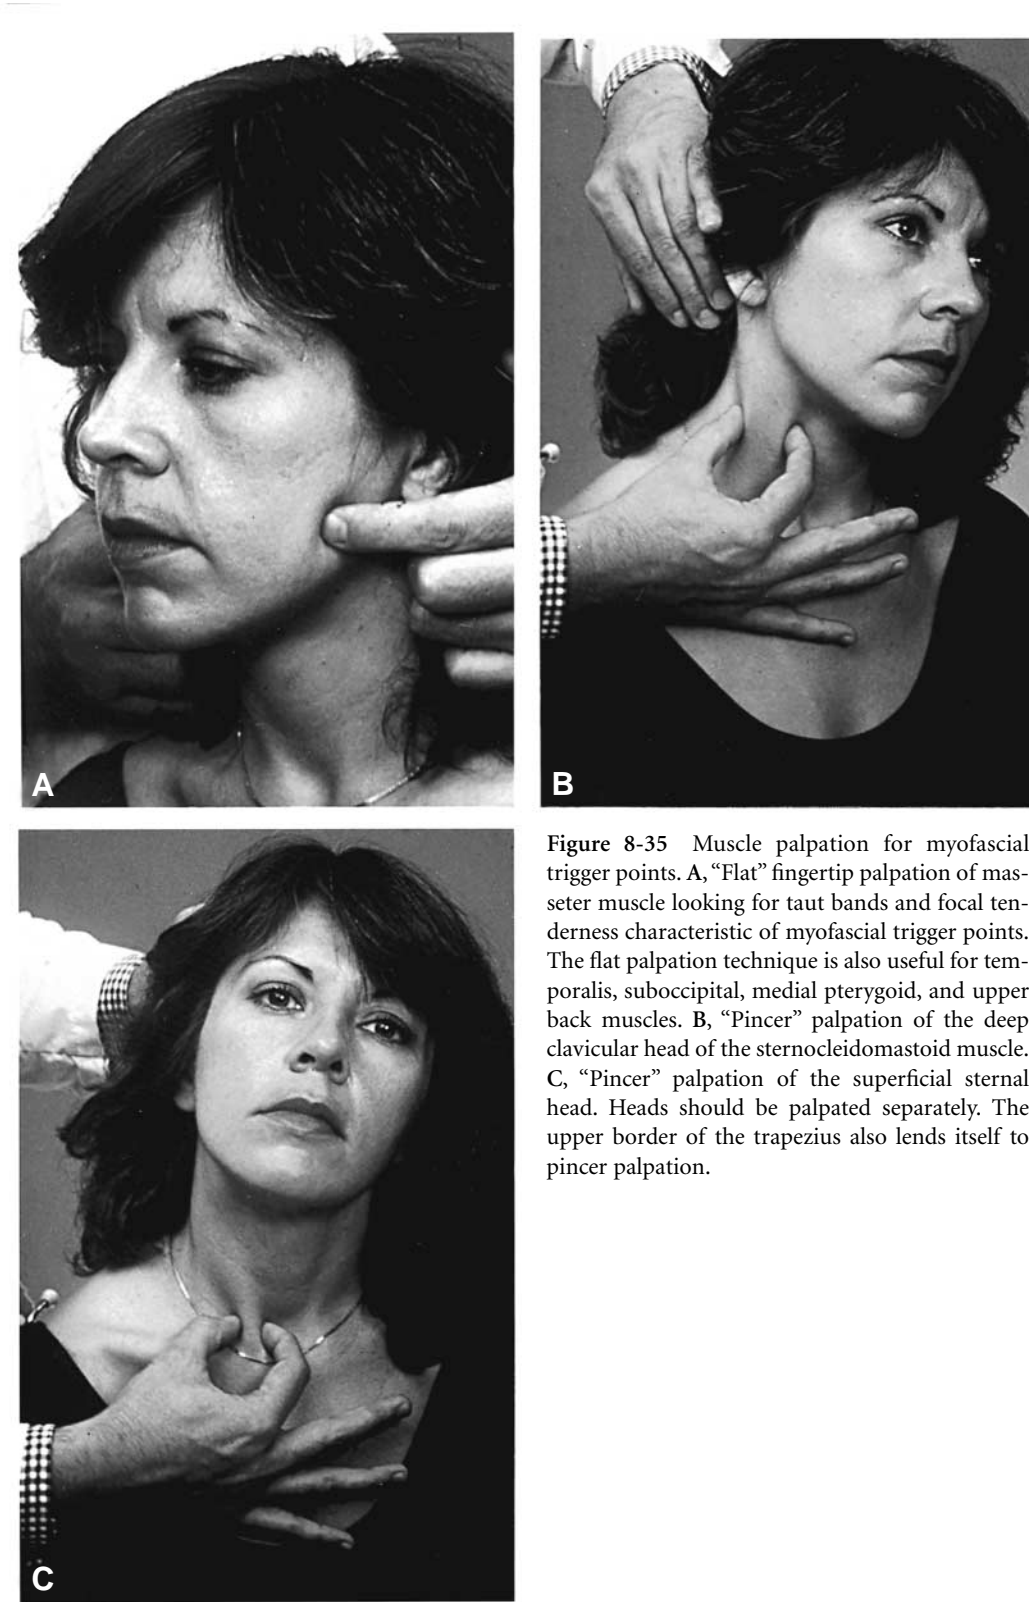 A
B
C
Figure 8-35 Muscle palpation for myofascial
trigger points. A, “Flat” fingertip palpation of mas-
seter muscle looking for taut bands and focal ten-
derness characteristic of myofascial trigger points.
The flat palpation technique is also useful for tem-
poralis, suboccipital, medial pterygoid, and upper
back muscles. B, “Pincer” palpation of the deep
clavicular head of the sternocleidomastoid muscle.
C, “Pincer” palpation of the superficial sternal
head. Heads should be palpated separately. The
upper border of the trapezius also lends itself to
pincer palpation.